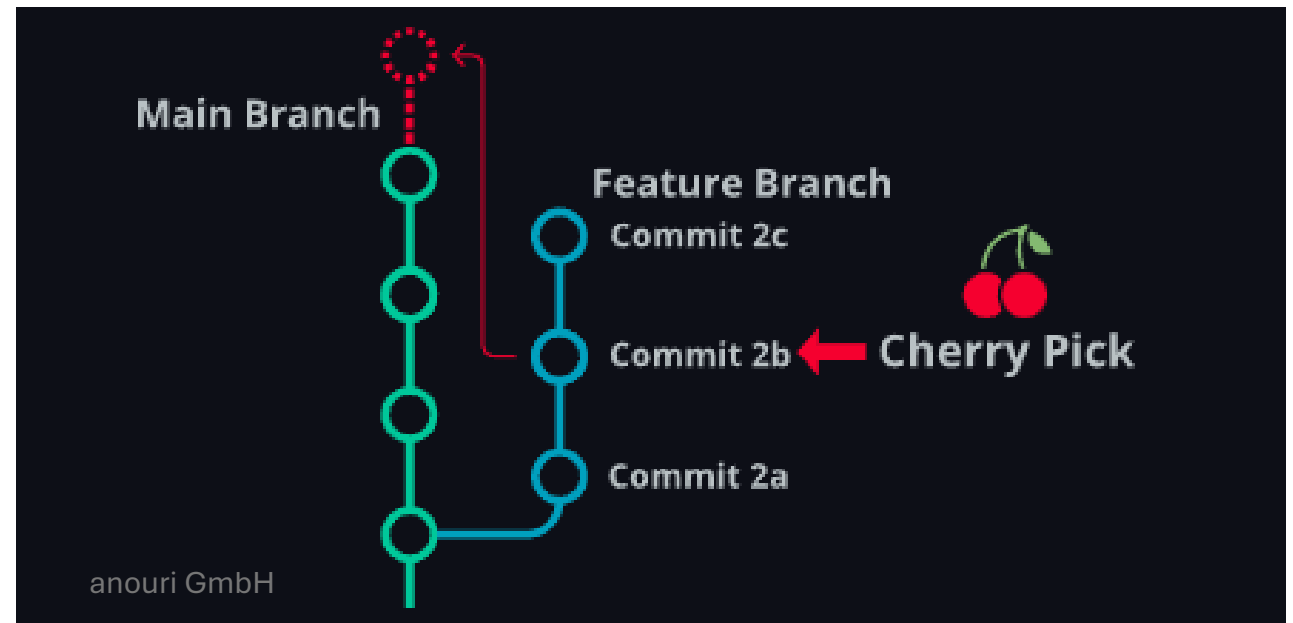 Main Branch
Feature Branch
Commit 2c
Commit 2b
Cherry Pick
Commit 2a
anouri GmbH